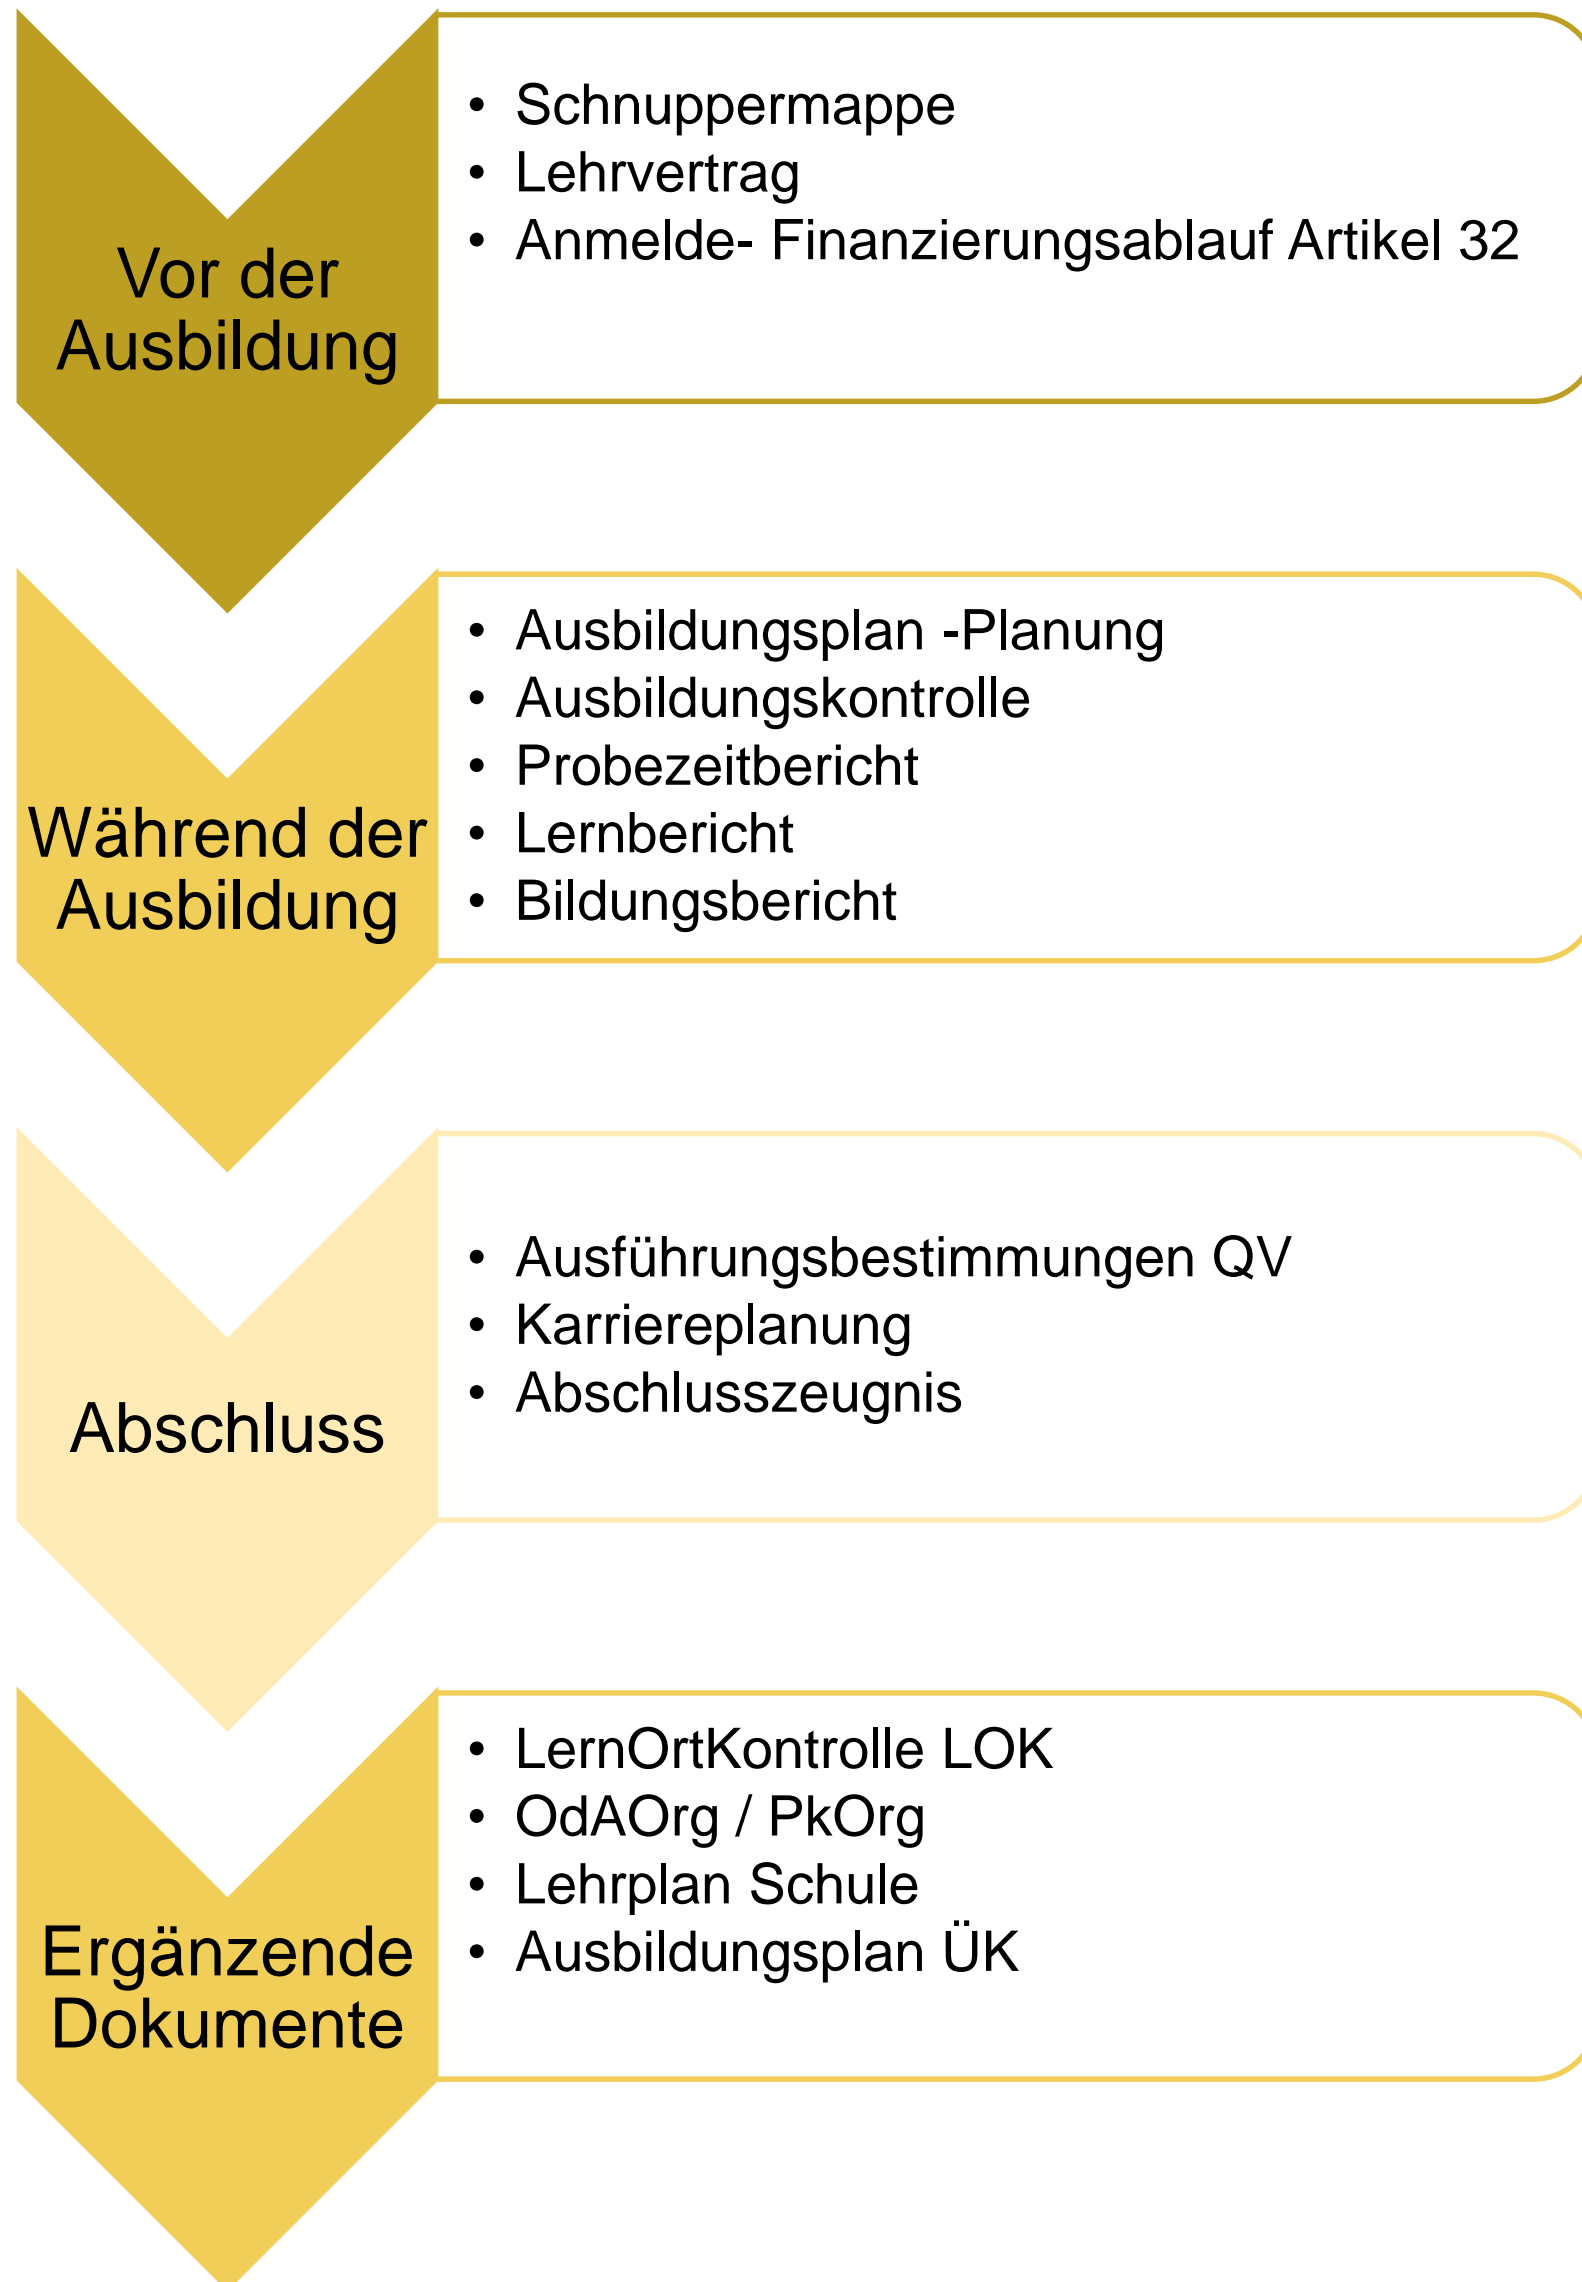 Vor der
Ausbildung
• Schnuppermappe
• Lehrvertrag
• Anmelde- Finanzierungsablauf Artikel 32
Während der
Ausbildung
• Ausbildungsplan -Planung
• Ausbildungskontrolle
• Probezeitbericht
• Lernbericht
• Bildungsbericht
Abschluss
• Ausführungsbestimmungen QV
• Karriereplanung
• Abschlusszeugnis
Ergänzende
Dokumente
• LernOrtKontrolle LOK
• OdAOrg / PkOrg
• Lehrplan Schule
• Ausbildungsplan ÜK